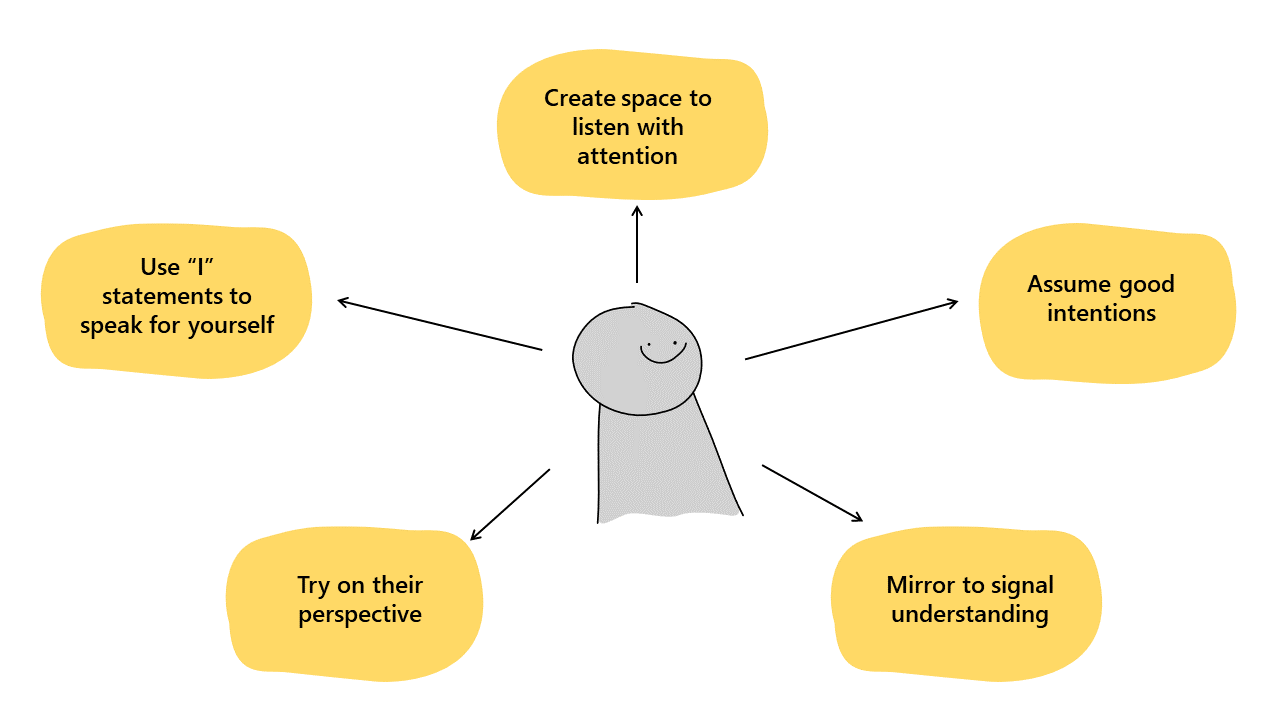 Create space to
listen with
attention
Use “I”
statements to
speak for yourself
Assume good
intentions
Try on their
perspective
Mirror to signal
understanding